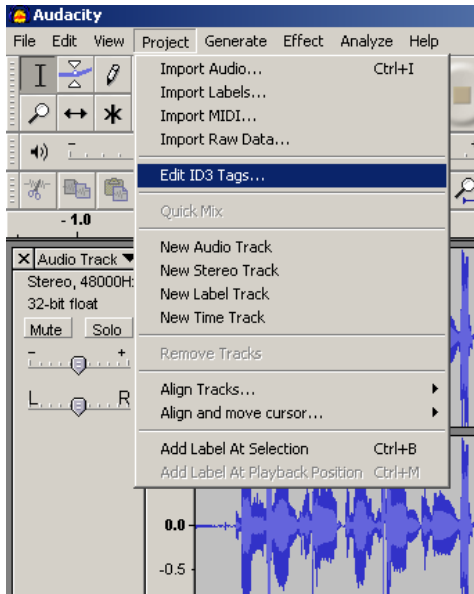 Audacity
File Edit View Project Generate Effect Analyze Help
Import Audio... Ctrl+I
Import Labels...
Import MIDI...
Import Raw Data...
Edit ID3 Tags...
Quick Mix
New Audio Track
New Stereo Track
New Label Track
New Time Track
Remove Tracks
Align Tracks...
Align and move cursor...
Add Label At Selection Ctrl+B
Add Label At Playback Position Ctrl+M
- 1.0
X Audio Track
Stereo, 48000H
32-bit float
Mute Solo
- +
L R
0.0
-0.5